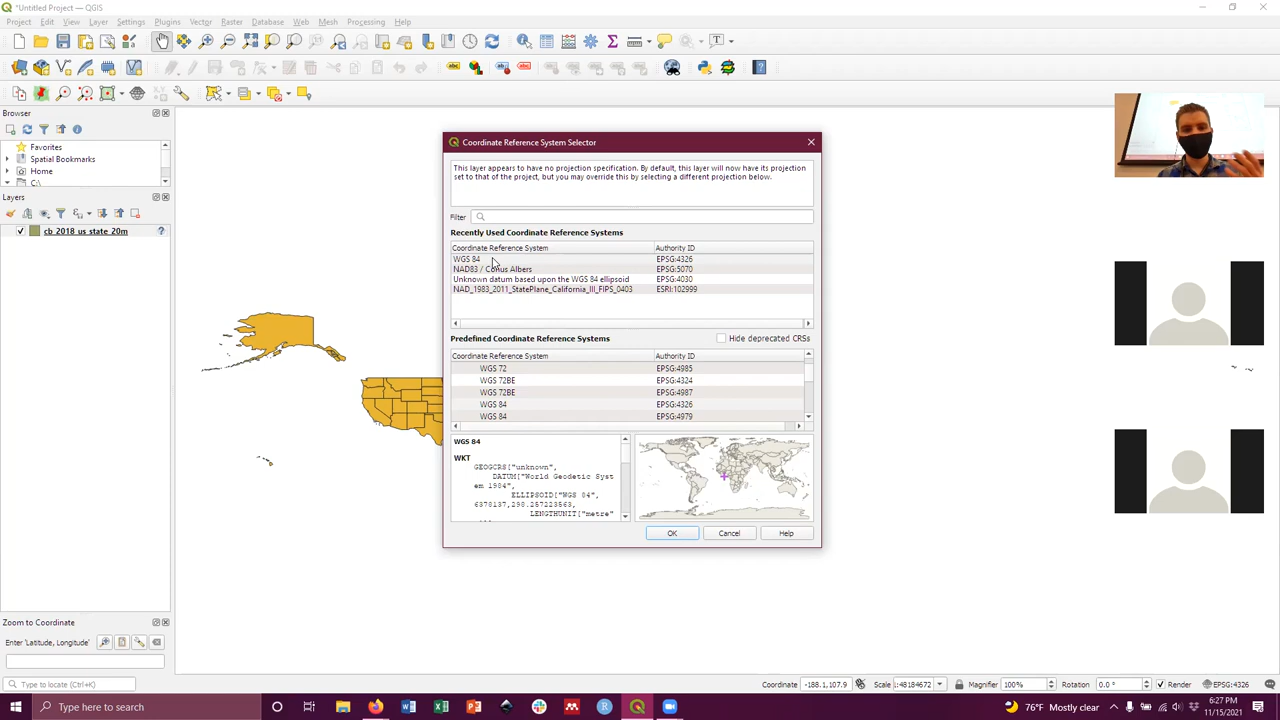 *Untitled Project — QGIS
Project Edit View Layer Settings Plugins Vector Raster Database Web Mesh Processing Help
Browser
Favorites
Spatial Bookmarks
Home
C:\
Layers
cb_2018_us_state_20m
?
Coordinate Reference System Selector
This layer appears to have no projection specification. By default, this layer will now have its projection
set to that of the project, but you may override this by selecting a different projection below.
Filter
Recently Used Coordinate Reference Systems
Coordinate Reference System Authority ID
WGS 84 EPSG:4326
NAD83 / Conus Albers EPSG:5070
Unknown datum based upon the WGS 84 ellipsoid EPSG:4030
NAD_1983_2011_StatePlane_California_III_FIPS_0403 ESRI:102999
Predefined Coordinate Reference Systems
Hide deprecated CRSs
Coordinate Reference System Authority ID
WGS 72 EPSG:4985
WGS 72BE EPSG:4324
WGS 72BE EPSG:4987
WGS 84 EPSG:4326
WGS 84 EPSG:4979
WGS 84
WKT
GEOGCRS["unknown",
DATUM["World Geodetic Syst
em 1984",
ELLIPSOID["WGS 84",
6378137,298.257223563,
LENGTHUNIT["metre"
OK Cancel Help
Zoom to Coordinate
Enter 'Latitude, Longitude'
Type to locate (Ctrl+K)
Coordinate -188.1,107.9 Scale 1:48184672 Magnifier 100% Rotation 0.0 ° Render EPSG:4326
Type here to search
76°F Mostly clear
6:27 PM
11/15/2021